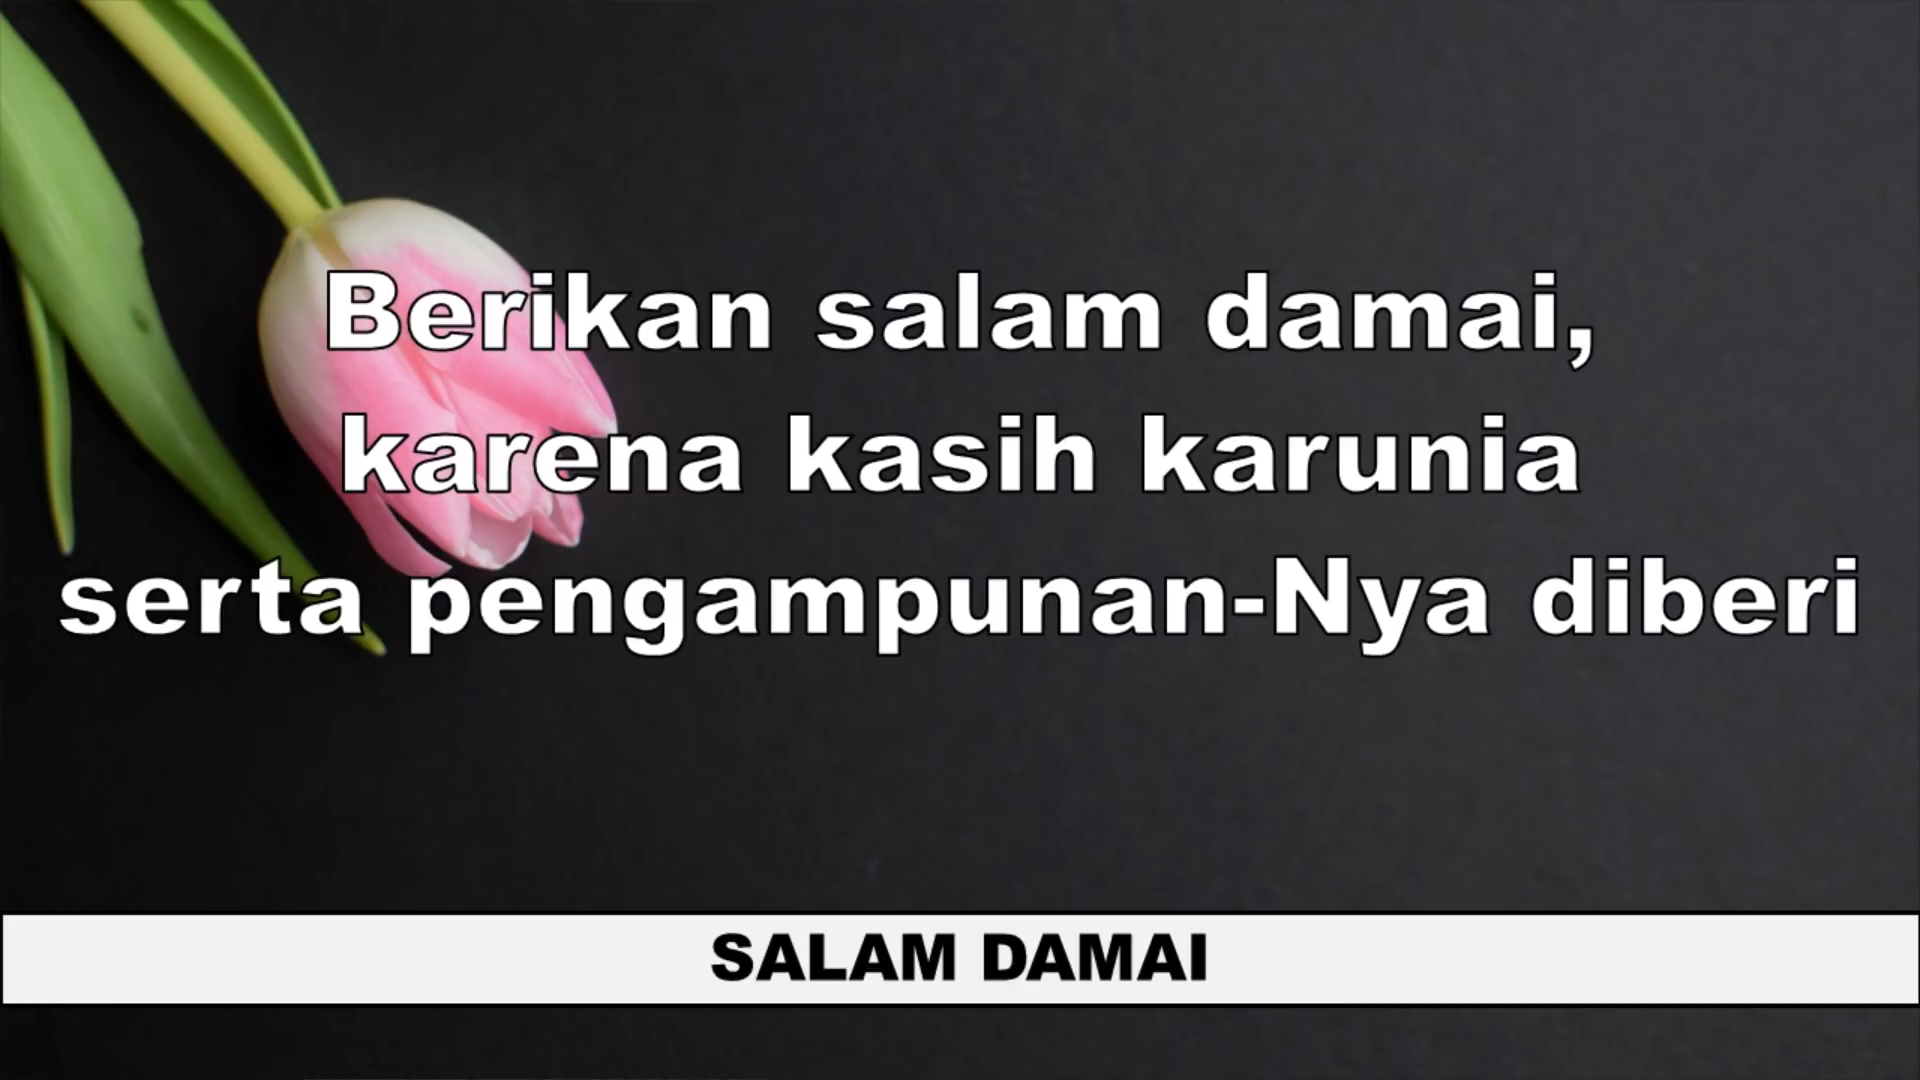 Berikan salam damai,
karena kasih karunia
serta pengampunan-Nya diberi
SALAM DAMAI